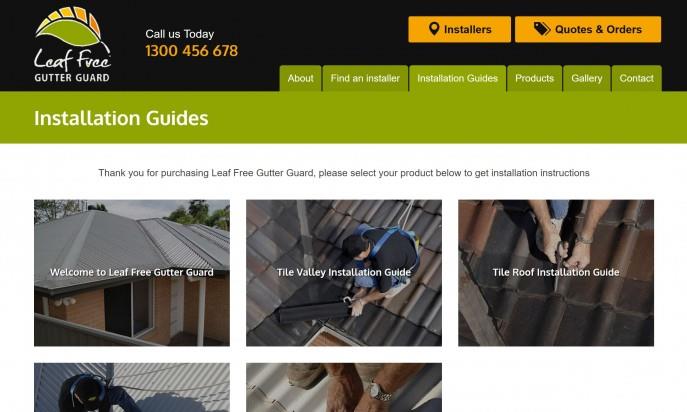 Leaf Free
GUTTER GUARD
Call us Today
1300 456 678
Installers
Quotes & Orders
About
Find an installer
Installation Guides
Products
Gallery
Contact
Installation Guides
Thank you for purchasing Leaf Free Gutter Guard, please select your product below to get installation instructions
Welcome to Leaf Free Gutter Guard
Tile Valley Installation Guide
Tile Roof Installation Guide